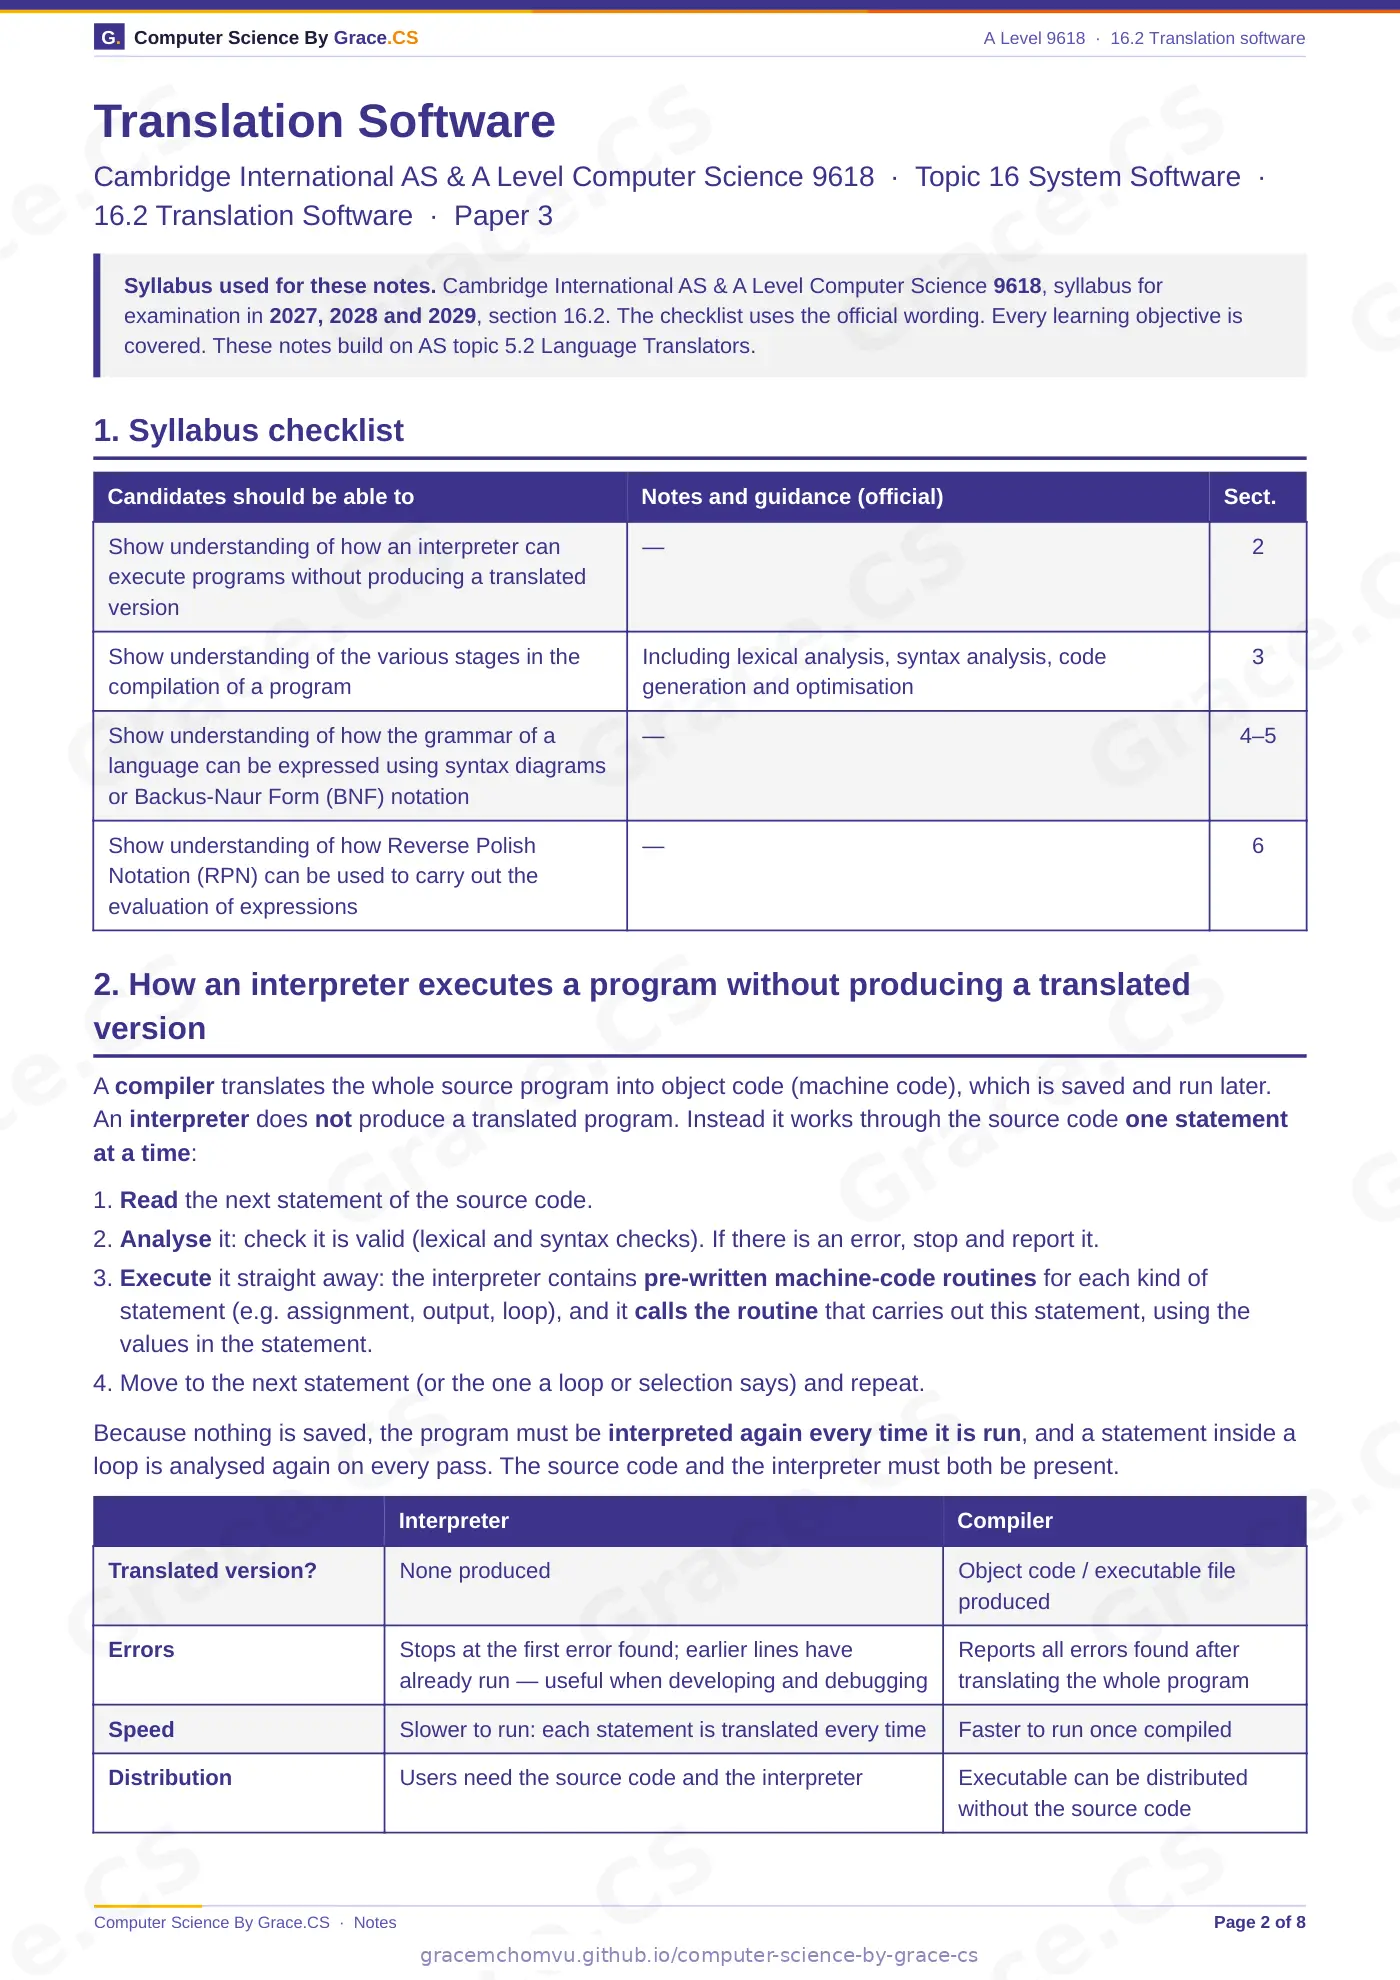 G. Computer Science By Grace.CS
A Level 9618 · 16.2 Translation software
Translation Software
Cambridge International AS & A Level Computer Science 9618 · Topic 16 System Software ·
16.2 Translation Software · Paper 3
Syllabus used for these notes. Cambridge International AS & A Level Computer Science 9618, syllabus for
examination in 2027, 2028 and 2029, section 16.2. The checklist uses the official wording. Every learning objective is
covered. These notes build on AS topic 5.2 Language Translators.
1. Syllabus checklist
Candidates should be able to
Notes and guidance (official)
Sect.
Show understanding of how an interpreter can
execute programs without producing a translated
version
—
2
Show understanding of the various stages in the
compilation of a program
Including lexical analysis, syntax analysis, code
generation and optimisation
3
Show understanding of how the grammar of a
language can be expressed using syntax diagrams
or Backus-Naur Form (BNF) notation
—
4–5
Show understanding of how Reverse Polish
Notation (RPN) can be used to carry out the
evaluation of expressions
—
6
2. How an interpreter executes a program without producing a translated
version
A compiler translates the whole source program into object code (machine code), which is saved and run later.
An interpreter does not produce a translated program. Instead it works through the source code one statement
at a time:
1. Read the next statement of the source code.
2. Analyse it: check it is valid (lexical and syntax checks). If there is an error, stop and report it.
3. Execute it straight away: the interpreter contains pre-written machine-code routines for each kind of
statement (e.g. assignment, output, loop), and it calls the routine that carries out this statement, using the
values in the statement.
4. Move to the next statement (or the one a loop or selection says) and repeat.
Because nothing is saved, the program must be interpreted again every time it is run, and a statement inside a
loop is analysed again on every pass. The source code and the interpreter must both be present.
Interpreter
Compiler
Translated version?
None produced
Object code / executable file
produced
Errors
Stops at the first error found; earlier lines have
already run — useful when developing and debugging
Reports all errors found after
translating the whole program
Speed
Slower to run: each statement is translated every time
Faster to run once compiled
Distribution
Users need the source code and the interpreter
Executable can be distributed
without the source code
Computer Science By Grace.CS · Notes
Page 2 of 8
gracemchomvu.github.io/computer-science-by-grace-cs